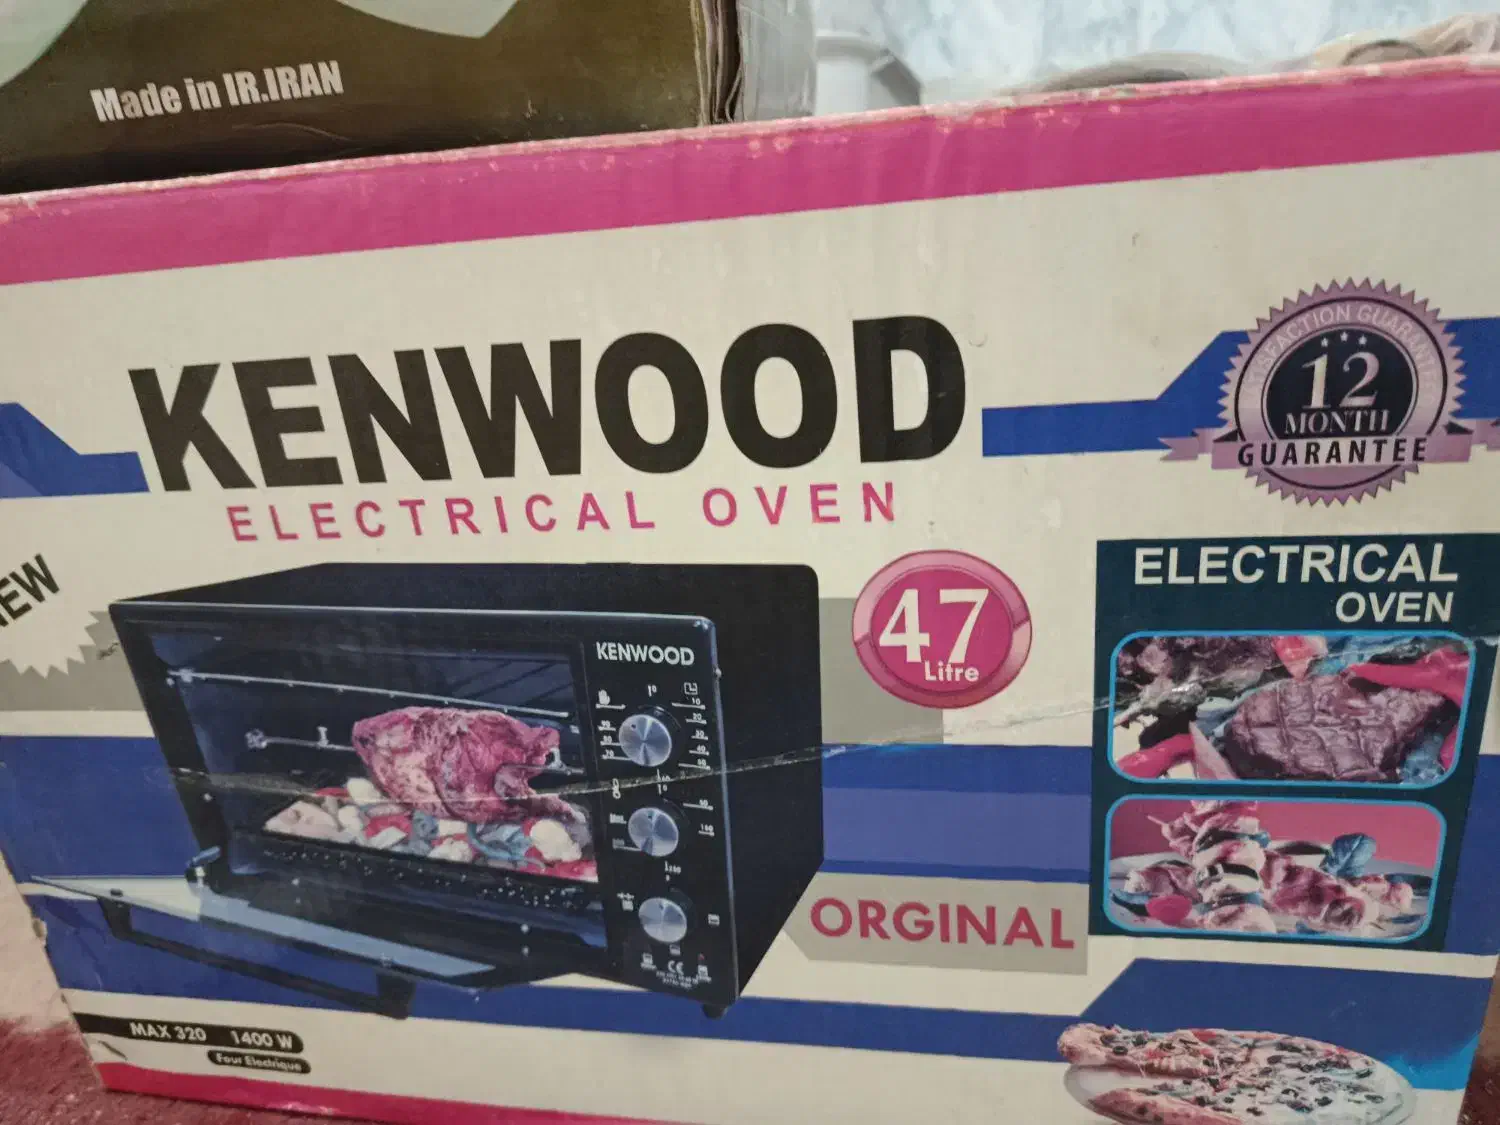 Made in IR.IRAN
KENWOOD
ELECTRICAL OVEN
12
MONTH
GUARANTEE
47
Litre
ELECTRICAL
OVEN
KENWOOD
ORGINAL
MAX 320 1400 W
Four Electrique